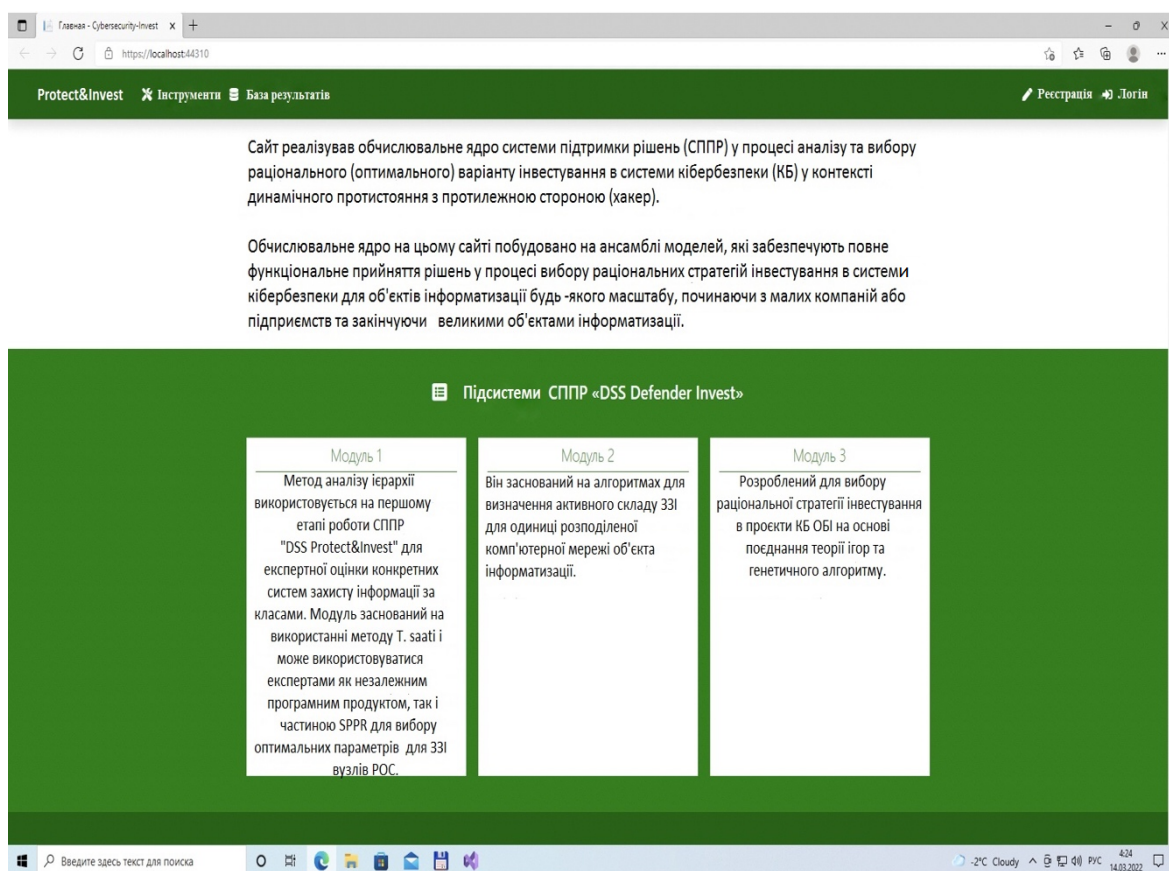 Главная - Cybersecurity-Invest
https://localhost:44310
Protect&Invest Інструменти База результатів Реєстрація Логін
Сайт реалізував обчислювальне ядро системи підтримки рішень (СППР) у процесі аналізу та вибору
раціонального (оптимального) варіанту інвестування в системи кібербезпеки (КБ) у контексті
динамічного протистояння з протилежною стороною (хакер).
Обчислювальне ядро на цьому сайті побудовано на ансамблі моделей, які забезпечують повне
функціональне прийняття рішень у процесі вибору раціональних стратегій інвестування в системи
кібербезпеки для об'єктів інформатизації будь -якого масштабу, починаючи з малих компаній або
підприємств та закінчуючи великими об'єктами інформатизації.
Підсистеми СППР «DSS Defender Invest»
Модуль 1
Метод аналізу ієрархії
використовується на першому
етапі роботи СППР
"DSS Protect&Invest" для
експертної оцінки конкретних
систем захисту інформації за
класами. Модуль заснований на
використанні методу T. saati і
може використовуватися
експертами як незалежним
програмним продуктом, так і
частиною SPPR для вибору
оптимальних параметрів для ЗЗІ
вузлів РОС.
Модуль 2
Він заснований на алгоритмах для
визначення активного складу ЗЗІ
для одиниці розподіленої
комп'ютерної мережі об'єкта
інформатизації.
Модуль 3
Розроблений для вибору
раціональної стратегії інвестування
в проєкти КБ ОБІ на основі
поєднання теорії ігор та
генетичного алгоритму.
Введите здесь текст для поиска
-2°C Cloudy РУС 4:24
14.03.2022